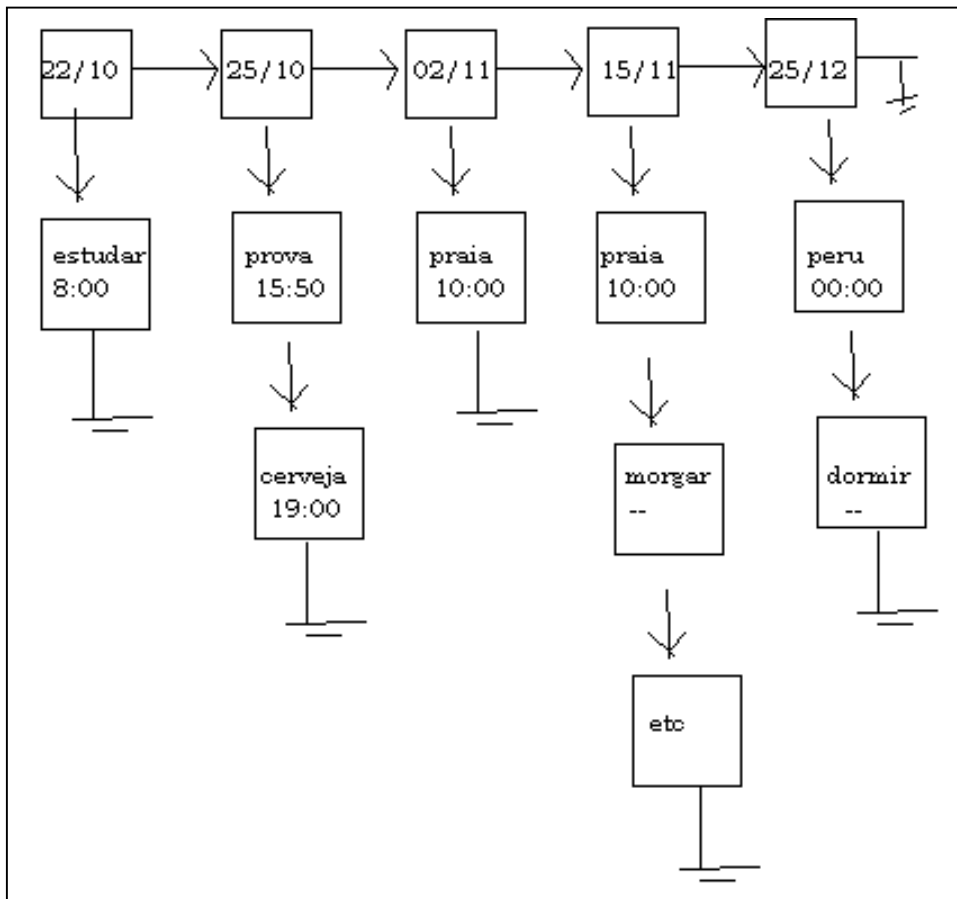 22/10
25/10
02/11
15/11
25/12
estudar
8:00
prova
15:50
praia
10:00
praia
10:00
peru
00:00
cerveja
19:00
morgar
--
dormir
--
etc